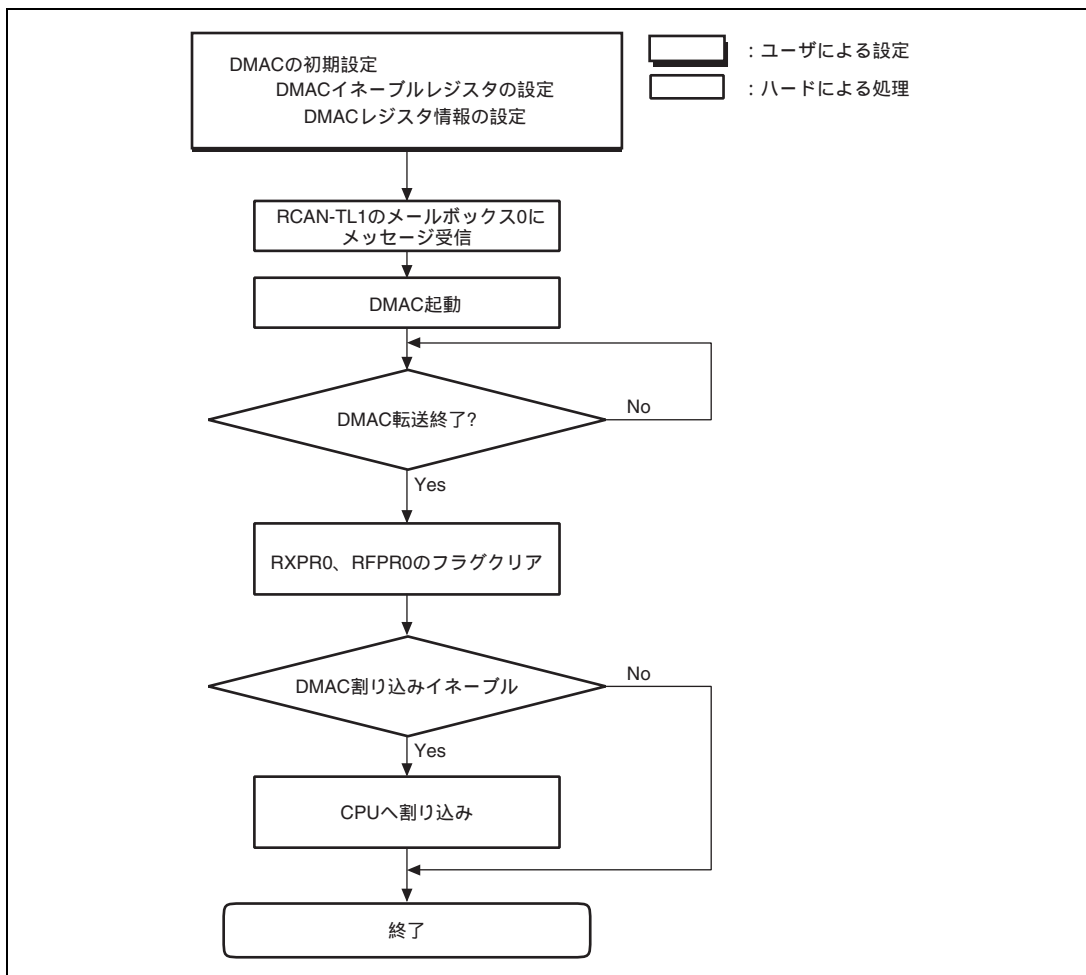 DMACの初期設定
DMACイネーブルレジスタの設定
DMACレジスタ情報の設定
：ユーザによる設定
：ハードによる処理
RCAN-TL1のメールボックス0に
メッセージ受信
DMAC起動
DMAC転送終了?
No
Yes
RXPR0、RFPR0のフラグクリア
DMAC割り込みイネーブル
No
Yes
CPUへ割り込み
終了